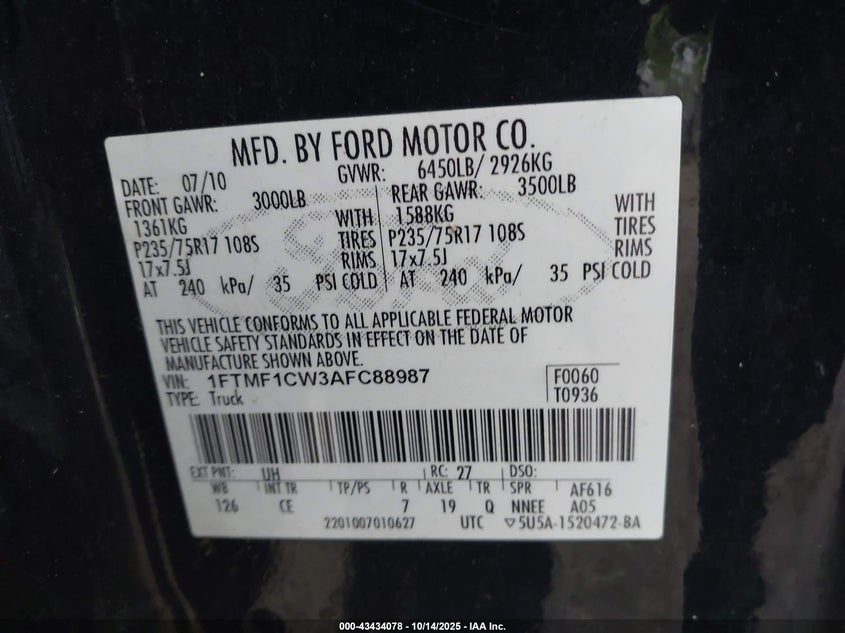 MFD. BY FORD MOTOR CO.
DATE: 07/10 GVWR: 6450LB/ 2926KG
FRONT GAWR: 3000LB REAR GAWR: 3500LB
1361KG WITH 1588KG WITH
P235/75R17 108S TIRES P235/75R17 108S TIRES
17x7.5J RIMS 17x7.5J RIMS
AT 240 kPa/ 35 PSI COLD AT 240 kPa/ 35 PSI COLD
THIS VEHICLE CONFORMS TO ALL APPLICABLE FEDERAL MOTOR
VEHICLE SAFETY STANDARDS IN EFFECT ON THE DATE OF
MANUFACTURE SHOWN ABOVE.
VIN: 1FTMF1CW3AFC88987 F0060
TYPE: Truck T0936
EXT PNT: UH RC: 27 DSO:
WB INT TR TP/PS R AXLE TR SPR AF616
126 CE 7 19 Q NNEE A05
2201007010627 UTC ▽5U5A-1520472-BA
000-43434078 - 10/14/2025 - IAA Inc.